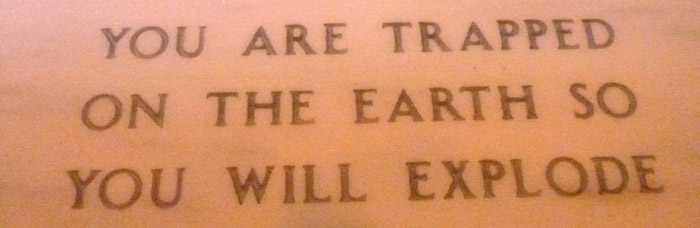 YOU ARE TRAPPED
ON THE EARTH SO
YOU WILL EXPLODE